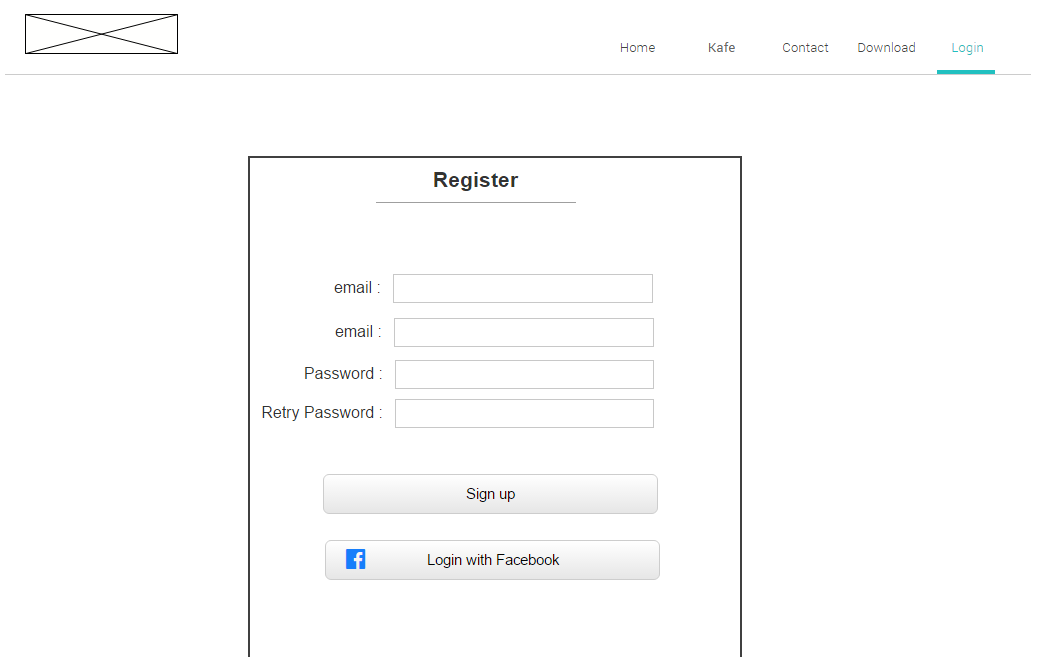 Home Kafe Contact Download Login
Register
email :
email :
Password :
Retry Password :
Sign up
Login with Facebook